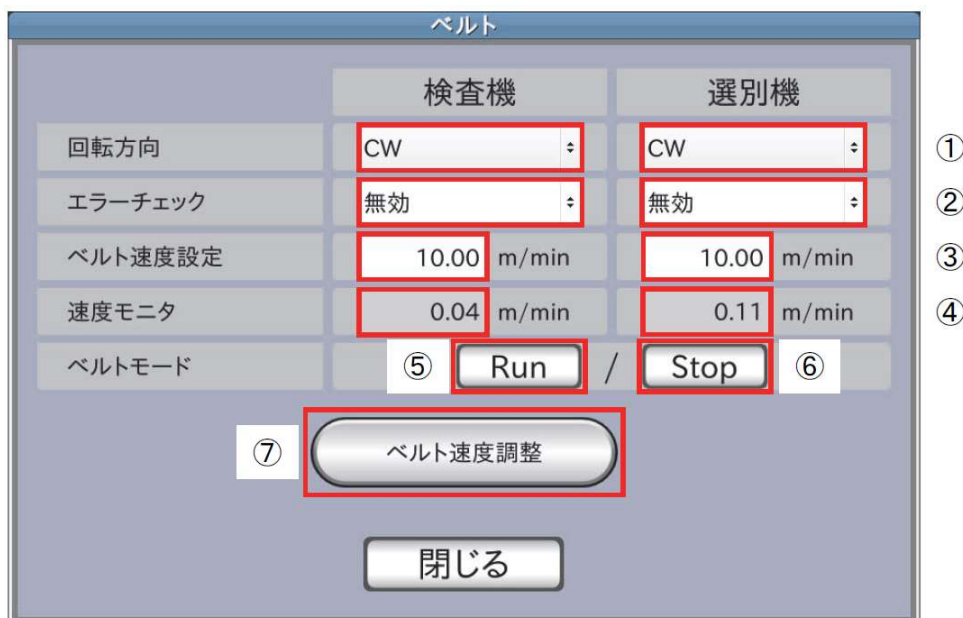 ベルト
検査機 選別機
回転方向 CW CW ①
エラーチェック 無効 無効 ②
ベルト速度設定 10.00 m/min 10.00 m/min ③
速度モニタ 0.04 m/min 0.11 m/min ④
ベルトモード ⑤ Run / Stop ⑥
⑦ ベルト速度調整
閉じる